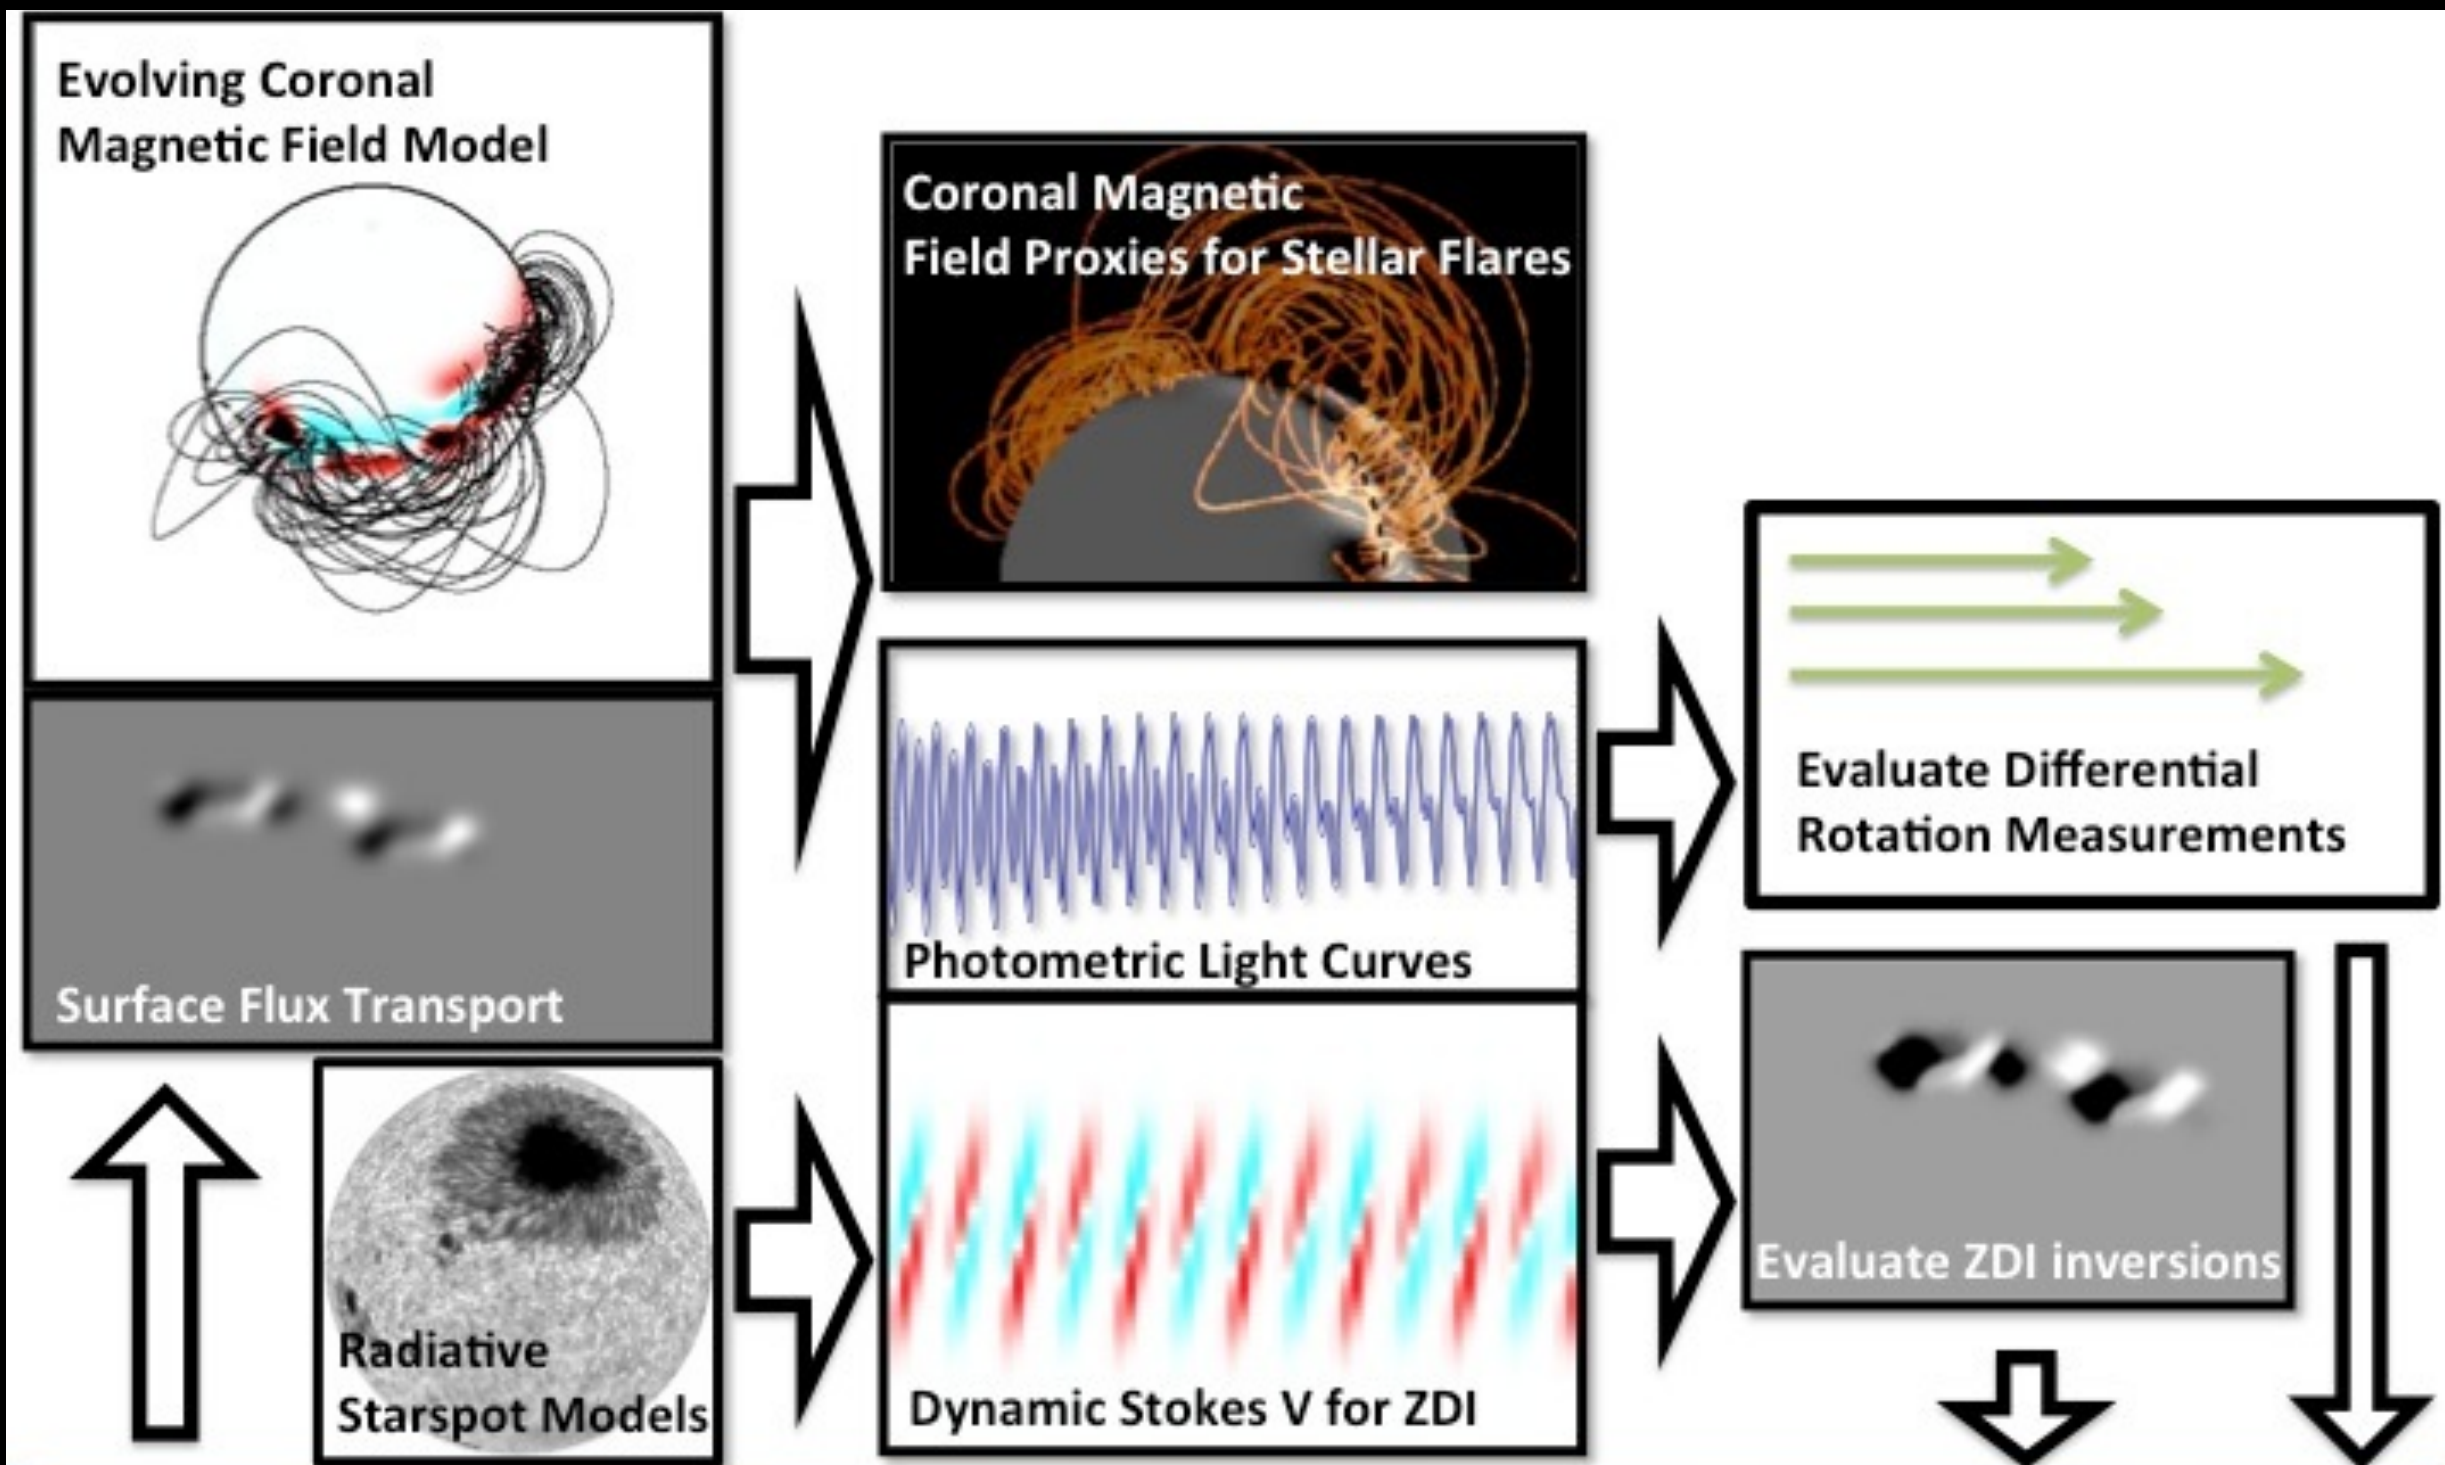 Evolving Coronal
Magnetic Field Model
Surface Flux Transport
Radiative
Starspot Models
Coronal Magnetic
Field Proxies for Stellar Flares
Photometric Light Curves
Dynamic Stokes V for ZDI
Evaluate Differential
Rotation Measurements
Evaluate ZDI inversions